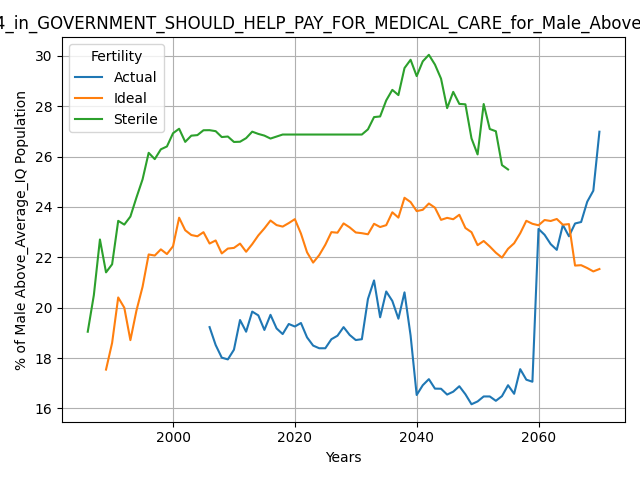 4_in_GOVERNMENT_SHOULD_HELP_PAY_FOR_MEDICAL_CARE_for_Male_Above
Fertility
Actual
Ideal
Sterile
% of Male Above_Average_IQ Population
30
28
26
24
22
20
18
16
2000
2020
2040
2060
Years